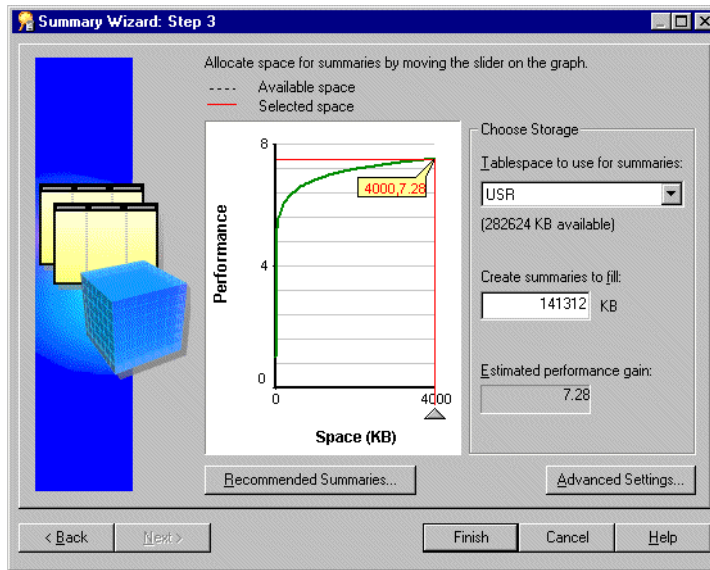 Summary Wizard: Step 3
Allocate space for summaries by moving the slider on the graph.
Available space
Selected space
8
4000,7.28
Performance
4
0
0
4000
Space (KB)
Choose Storage
Tablespace to use for summaries:
USR
(282624 KB available)
Create summaries to fill:
141312 KB
Estimated performance gain:
7.28
Recommended Summaries...
Advanced Settings...
< Back
Next >
Finish
Cancel
Help